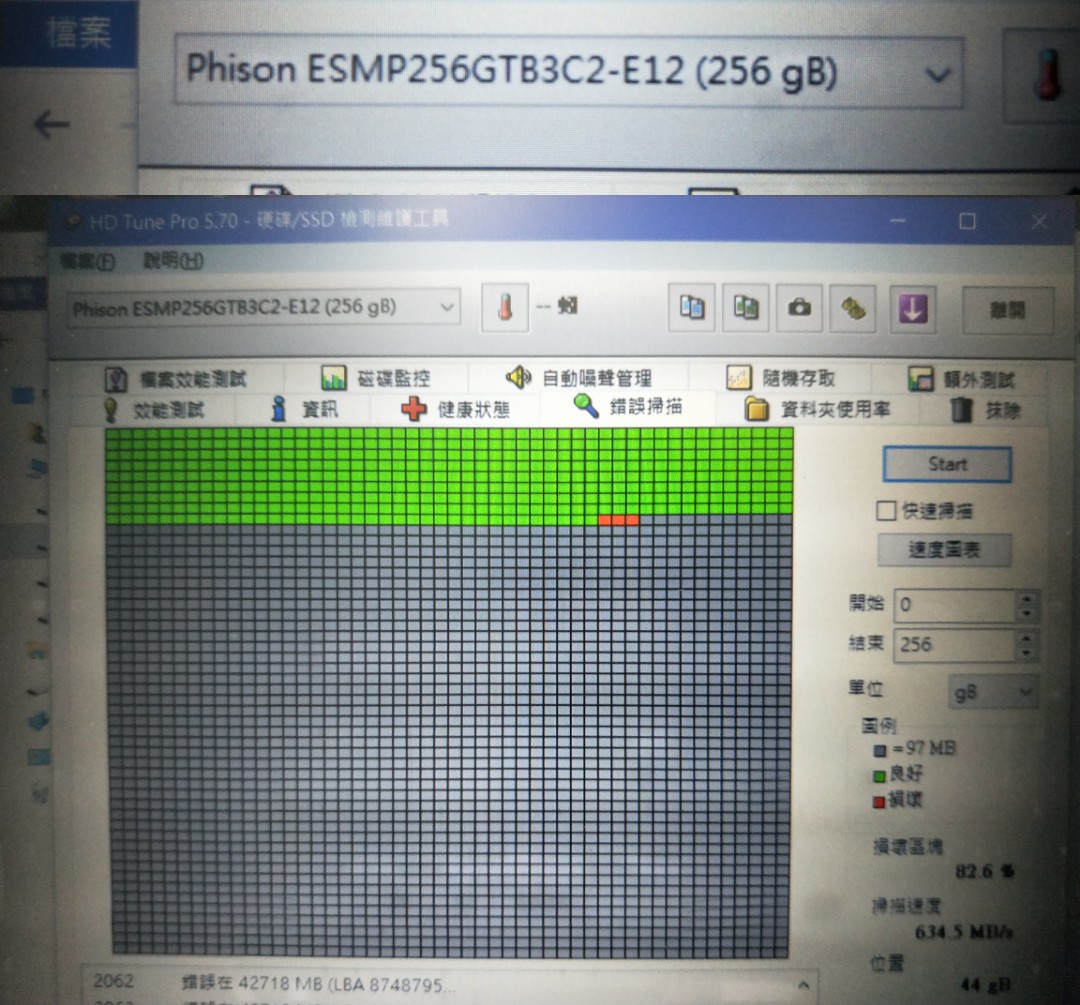 檔案
Phison ESMP256GTB3C2-E12 (256 gB)
HD Tune Pro 5.70 - 硬碟/SSD 檢測維護工具
檔案(F) 說明(H)
Phison ESMP256GTB3C2-E12 (256 gB) -- 離開
檔案效能測試 磁碟監控 自動噪聲管理 隨機存取 額外測試
效能測試 資訊 健康狀態 錯誤掃描 資料夾使用率 抹除
Start
快速掃描
速度圖表
開始 0
結束 256
單位 gB
圖例
=97 MB
良好
損壞
損壞區塊
82.6 %
掃描速度
634.5 MB/s
位置
44 gB
2062 錯誤在 42718 MB (LBA 8748795...